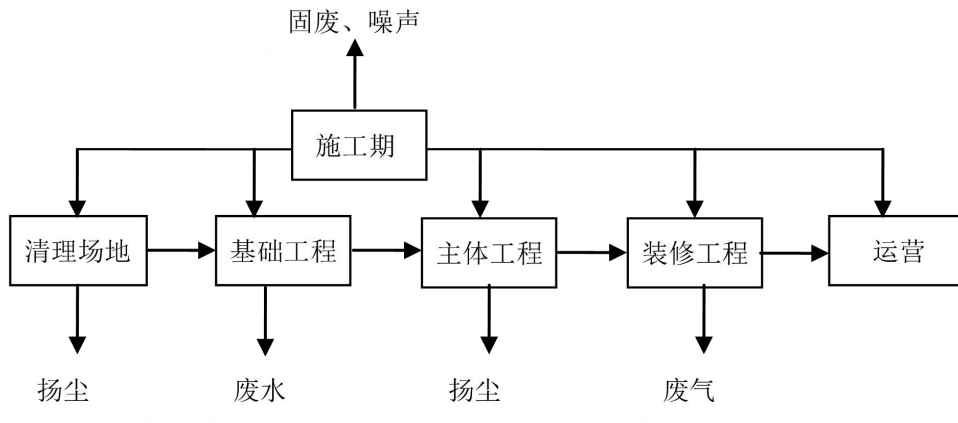 固废、噪声
施工期
清理场地
基础工程
主体工程
装修工程
运营
扬尘
废水
扬尘
废气